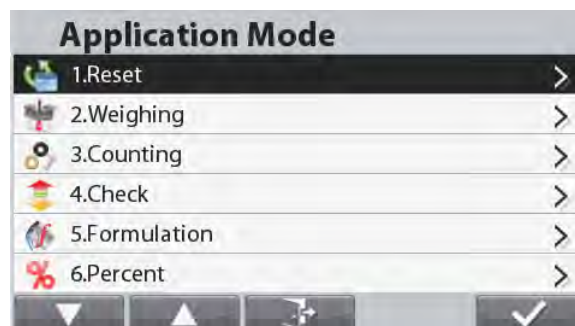 Application Mode
1.Reset
2.Weighing
3.Counting
4.Check
5.Formulation
6.Percent